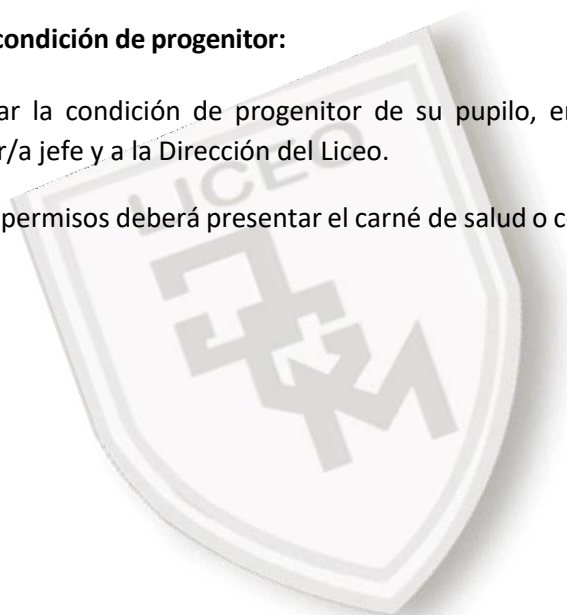 condición de progenitor:
ar la condición de progenitor de su pupilo, en
r/a jefe y a la Dirección del Liceo.
permisos deberá presentar el carné de salud o c
LICEO